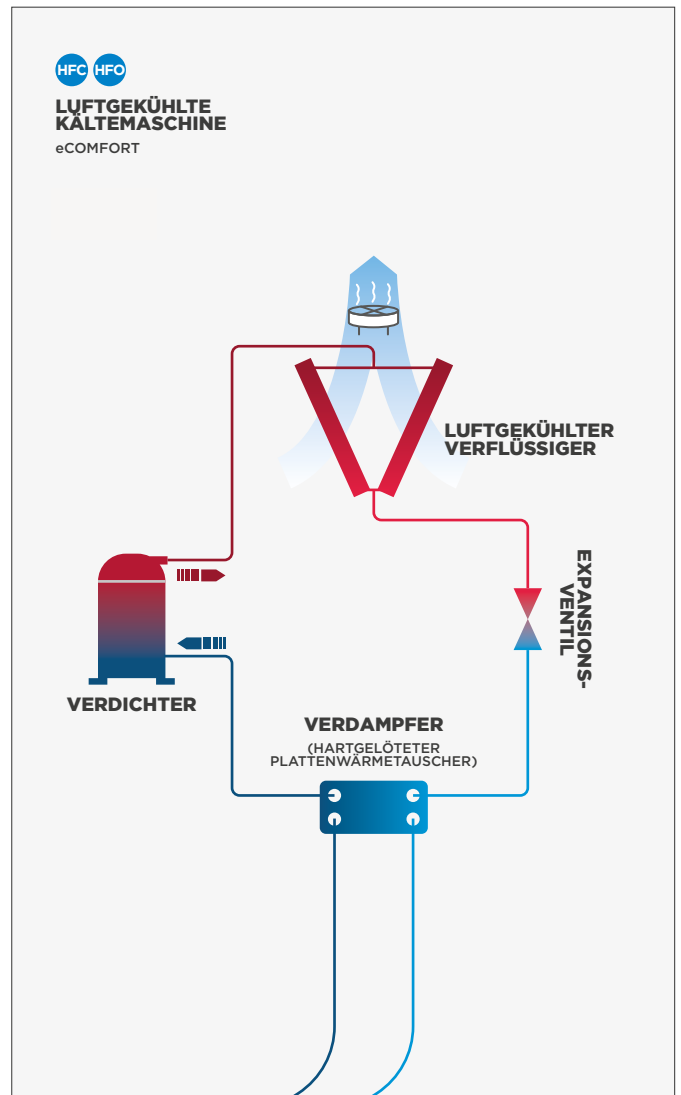 HFC HFO
LUFTGEKÜHLTE
KÄLTEMASCHINE
eCOMFORT
LUFTGEKÜHLTER
VERFLÜSSIGER
EXPANSIONS-
VENTIL
VERDICHTER
VERDAMPFER
(HARTGELÖTETER
PLATTENWÄRMETAUSCHER)